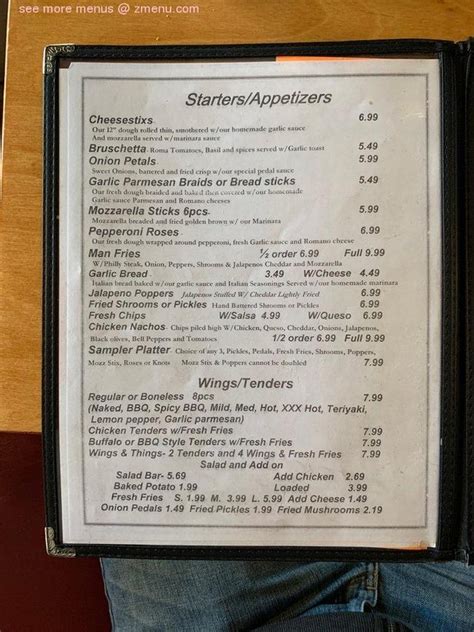 see more menus @ zmenu.com
Starters/Appetizers
Cheesestixs 6.99
Our 12" dough rolled thin, smothered w/our homemade garlic sauce
And mozzarella served w/marinara sauce
Bruschetta- Roma Tomatoes, Basil and spices served w/Garlic toast 5.49
Onion Petals 5.99
Sweet Onions, battered and fried crisp w/our special pedal sauce
Garlic Parmesan Braids or Bread sticks 5.49
Our fresh dough braided and baked then covered w/our homemade
Garlic sauce Parmesan and Romano cheeses
Mozzarella Sticks 6pcs. 5.99
Mozzarella breaded and fried golden brown w/our Marinara
Pepperoni Roses 6.99
Our fresh dough wrapped around pepperoni, fresh Garlic sauce and Romano cheese
Man Fries ½ order 6.99 Full 9.99
W/Philly Steak, Onion, Peppers, Shrooms & Jalapenos Cheddar and Mozzarella
Garlic Bread 3.49 W/Cheese 4.49
Italian bread baked w/our garlic sauce and Italian Seasonings Served w/our homemade marinara
Jalapeno Poppers Jalapenos Stuffed W/ Cheddar Lightly Fried 6.99
Fried Shrooms or Pickles Hand Battered Shrooms or Pickles 6.99
Fresh Chips W/Salsa 4.99 W/Queso 6.99
Chicken Nachos- Chips piled high W/Chicken, Queso, Cheddar, Onions, Jalapenos,
Black olives, Bell Peppers and Tomatoes 1/2 order 6.99 Full 9.99
Sampler Platter Choice of any 3, Pickles, Pedals, Fresh Fries, Shrooms, Poppers,
Mozz Stix, Roses or Knots Mozz Stix & Poppers cannot be doubled 7.99
Wings/Tenders
Regular or Boneless 8pcs 7.99
(Naked, BBQ, Spicy BBQ, Mild, Med, Hot, XXX Hot, Teriyaki,
Lemon pepper, Garlic parmesan)
Chicken Tenders w/Fresh Fries 7.99
Buffalo or BBQ Style Tenders w/Fresh Fries 7.99
Wings & Things- 2 Tenders and 4 Wings & Fresh Fries 7.99
Salad and Add on
Salad Bar- 5.69 Add Chicken 2.69
Baked Potato 1.99 Loaded 3.99
Fresh Fries S. 1.99 M. 3.99 L. 5.99 Add Cheese 1.49
Onion Pedals 1.49 Fried Pickles 1.99 Fried Mushrooms 2.19